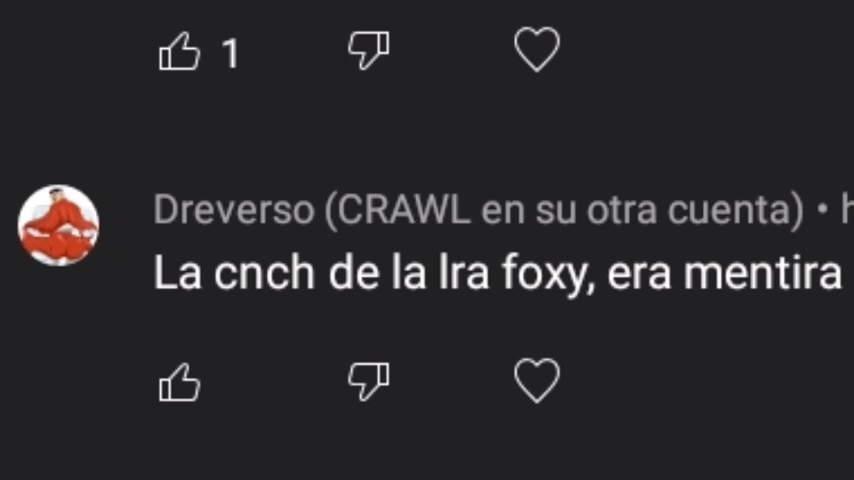 1
Dreverso (CRAWL en su otra cuenta) • h
La cnch de la lra foxy, era mentira